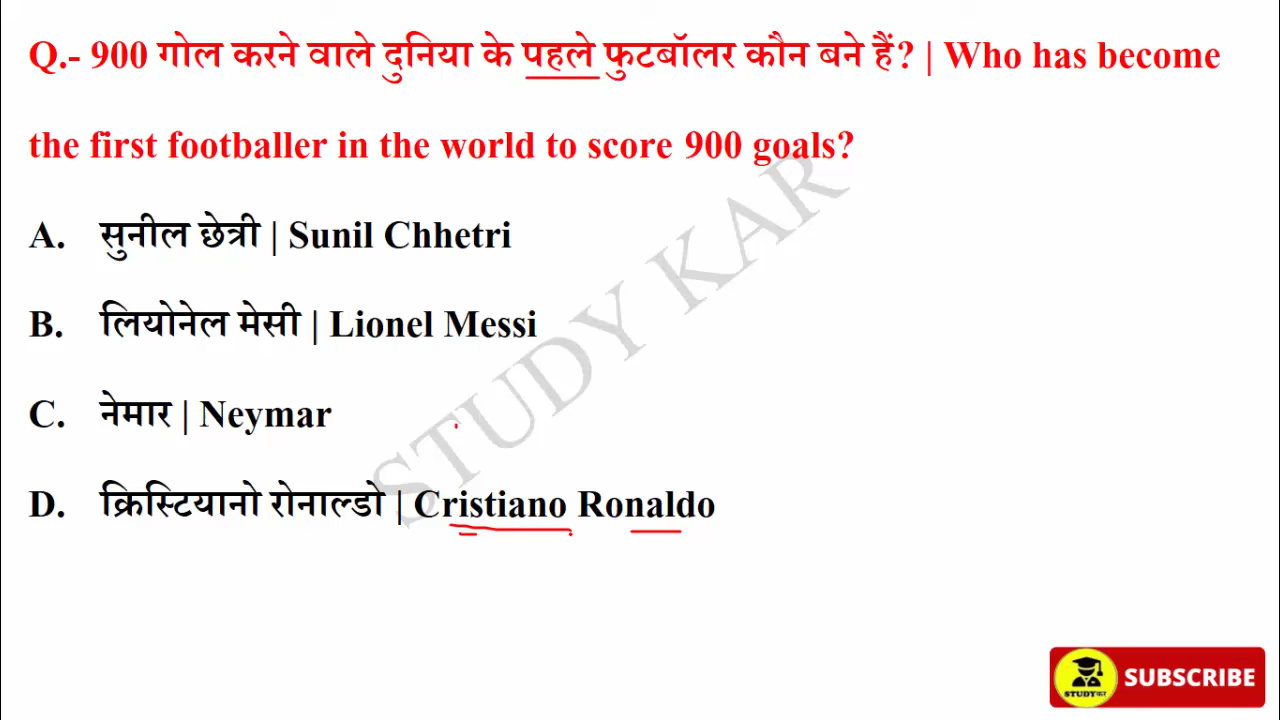 Q.- 900 गोल करने वाले दुनिया के पहले फुटबॉलर कौन बने हैं? | Who has become
the first footballer in the world to score 900 goals?
A. सुनील छेत्री | Sunil Chhetri
B. लियोनेल मेसी | Lionel Messi
C. नेमार | Neymar
D. क्रिस्टियानो रोनाल्डो | Cristiano Ronaldo
STUDY KAR
STUDYकर
SUBSCRIBE